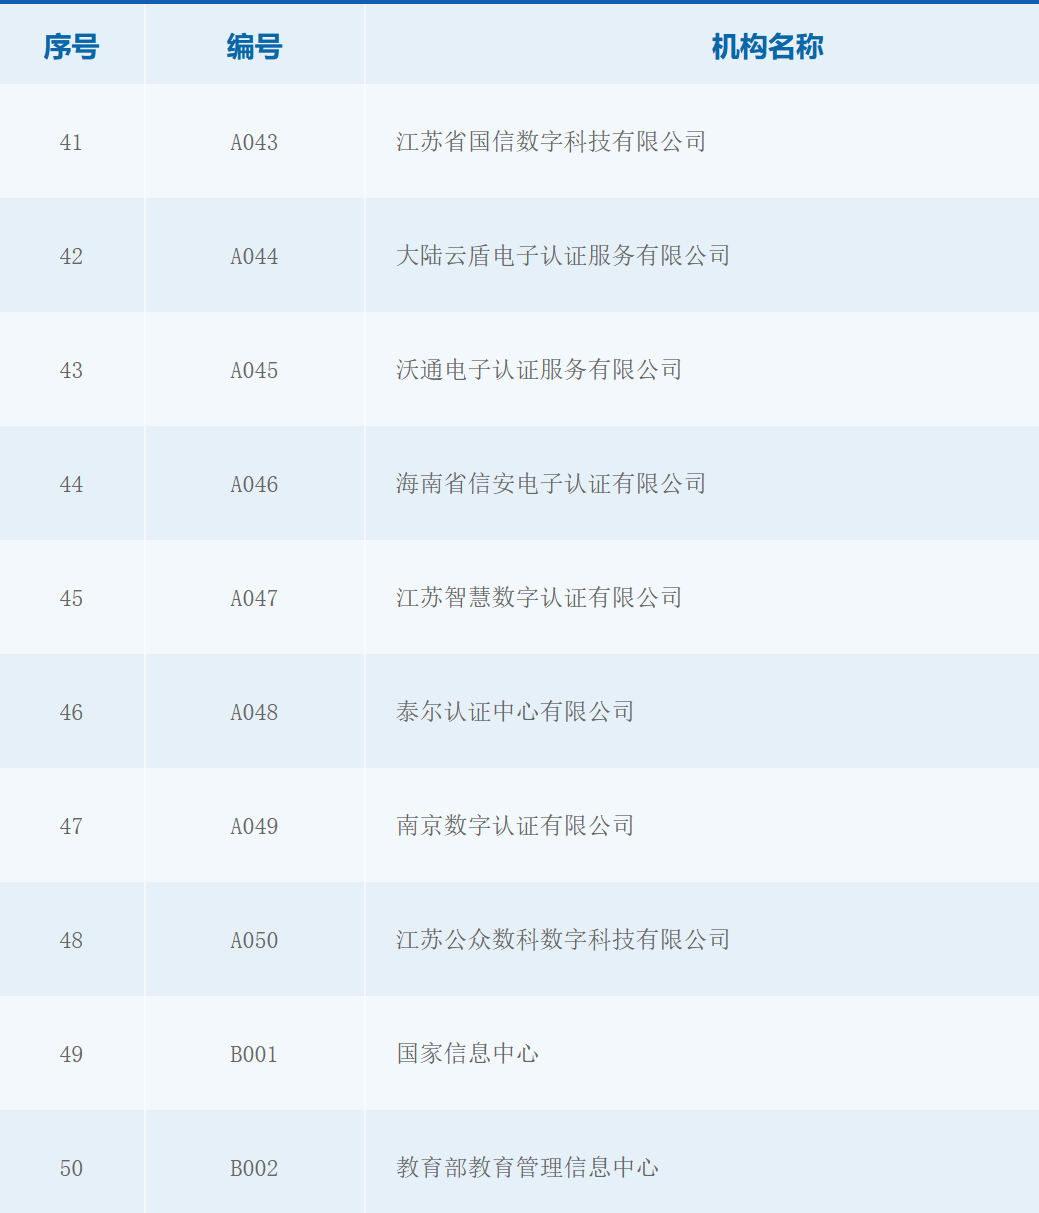 序号 编号 机构名称
41 A043 江苏省国信数字科技有限公司
42 A044 大陆云盾电子认证服务有限公司
43 A045 沃通电子认证服务有限公司
44 A046 海南省信安电子认证有限公司
45 A047 江苏智慧数字认证有限公司
46 A048 泰尔认证中心有限公司
47 A049 南京数字认证有限公司
48 A050 江苏公众数科数字科技有限公司
49 B001 国家信息中心
50 B002 教育部教育管理信息中心